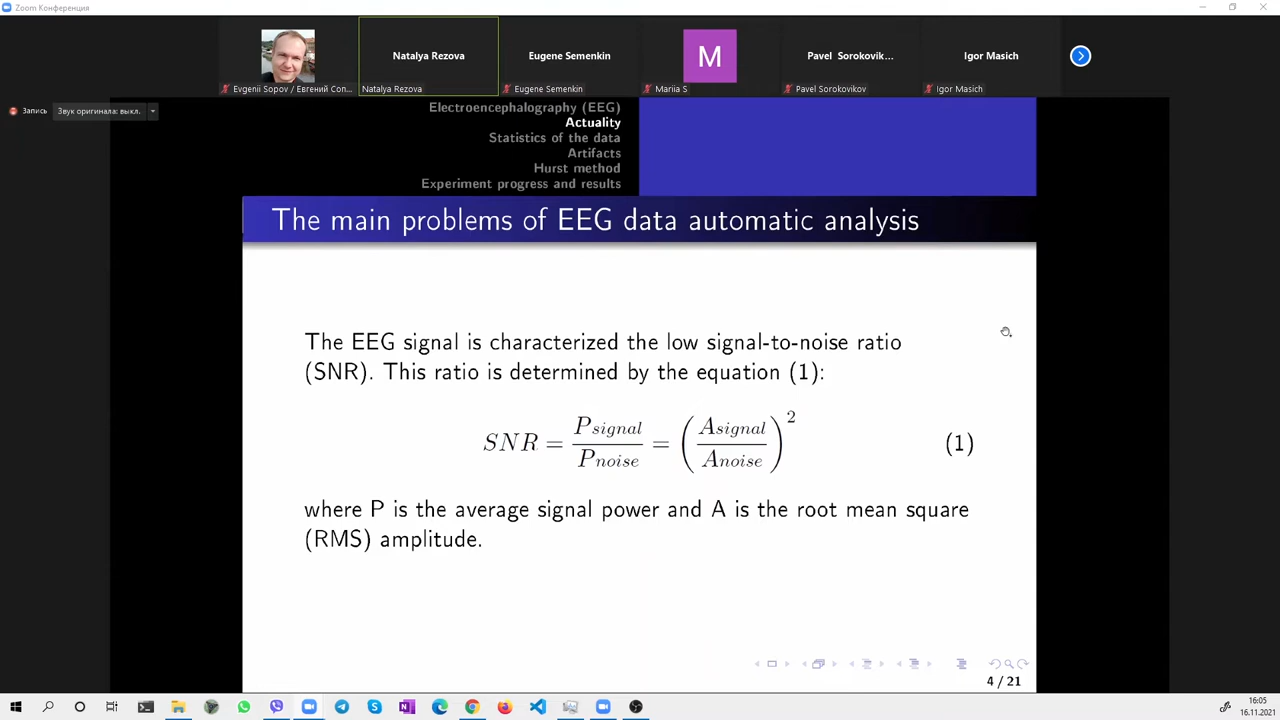 Zoom Конференция
Natalya Rezova
Eugene Semenkin
M
Pavel Sorokovik...
Igor Masich
Evgenii Sopov / Евгений Соп...
Natalya Rezova
Eugene Semenkin
Mariia S
Pavel Sorokovikov
Igor Masich
Запись
Звук оригинала: выкл.
Electroencephalography (EEG)
Actuality
Statistics of the data
Artifacts
Hurst method
Experiment progress and results
The main problems of EEG data automatic analysis
The EEG signal is characterized the low signal-to-noise ratio
(SNR). This ratio is determined by the equation (1):
SNR = Psignal / Pnoise = (Asignal / Anoise)² (1)
where P is the average signal power and A is the root mean square
(RMS) amplitude.
4 / 21
16:05
16.11.2021